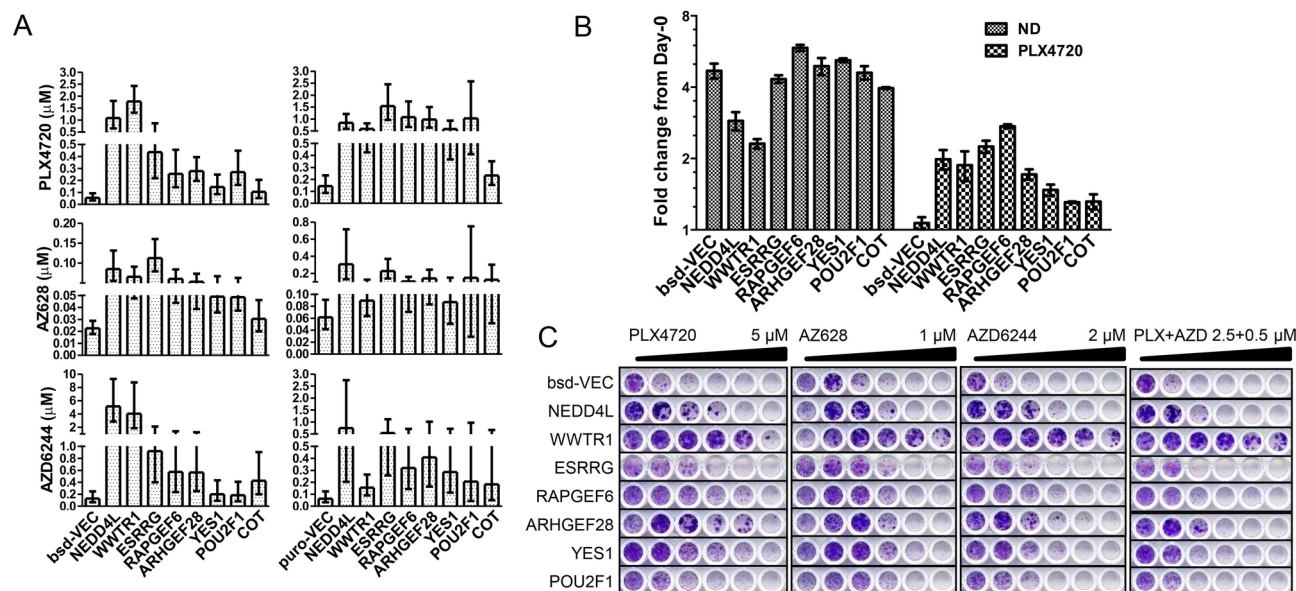 A
PLX4720 (µM)
3.0
2.5
2.0
1.5
1.0
0.5
0.4
0.3
0.2
0.1
0.0
3.0
2.5
2.0
1.5
1.0
0.5
0.5
0.4
0.3
0.2
0.1
0.0
AZ628 (µM)
0.20
0.15
0.10
0.05
0.04
0.03
0.02
0.01
0.00
0.8
0.6
0.4
0.2
0.10
0.08
0.06
0.04
0.02
0.00
AZD6244 (µM)
10
8
6
4
2
1.0
0.8
0.6
0.4
0.2
0.0
3.0
2.5
2.0
1.5
1.0
0.5
0.6
0.4
0.2
0.0
bsd-VEC
NEDD4L
WWTR1
ESRRG
RAPGEF6
ARHGEF28
YES1
POU2F1
COT
puro-VEC
NEDD4L
WWTR1
ESRRG
RAPGEF6
ARHGEF28
YES1
POU2F1
COT
B
Fold change from Day-0
8
4
2
1
ND
PLX4720
bsd-VEC
NEDD4L
WWTR1
ESRRG
RAPGEF6
ARHGEF28
YES1
POU2F1
COT
bsd-VEC
NEDD4L
WWTR1
ESRRG
RAPGEF6
ARHGEF28
YES1
POU2F1
COT
C
PLX4720 5 µM AZ628 1 µM AZD6244 2 µM PLX+AZD 2.5+0.5 µM
bsd-VEC
NEDD4L
WWTR1
ESRRG
RAPGEF6
ARHGEF28
YES1
POU2F1